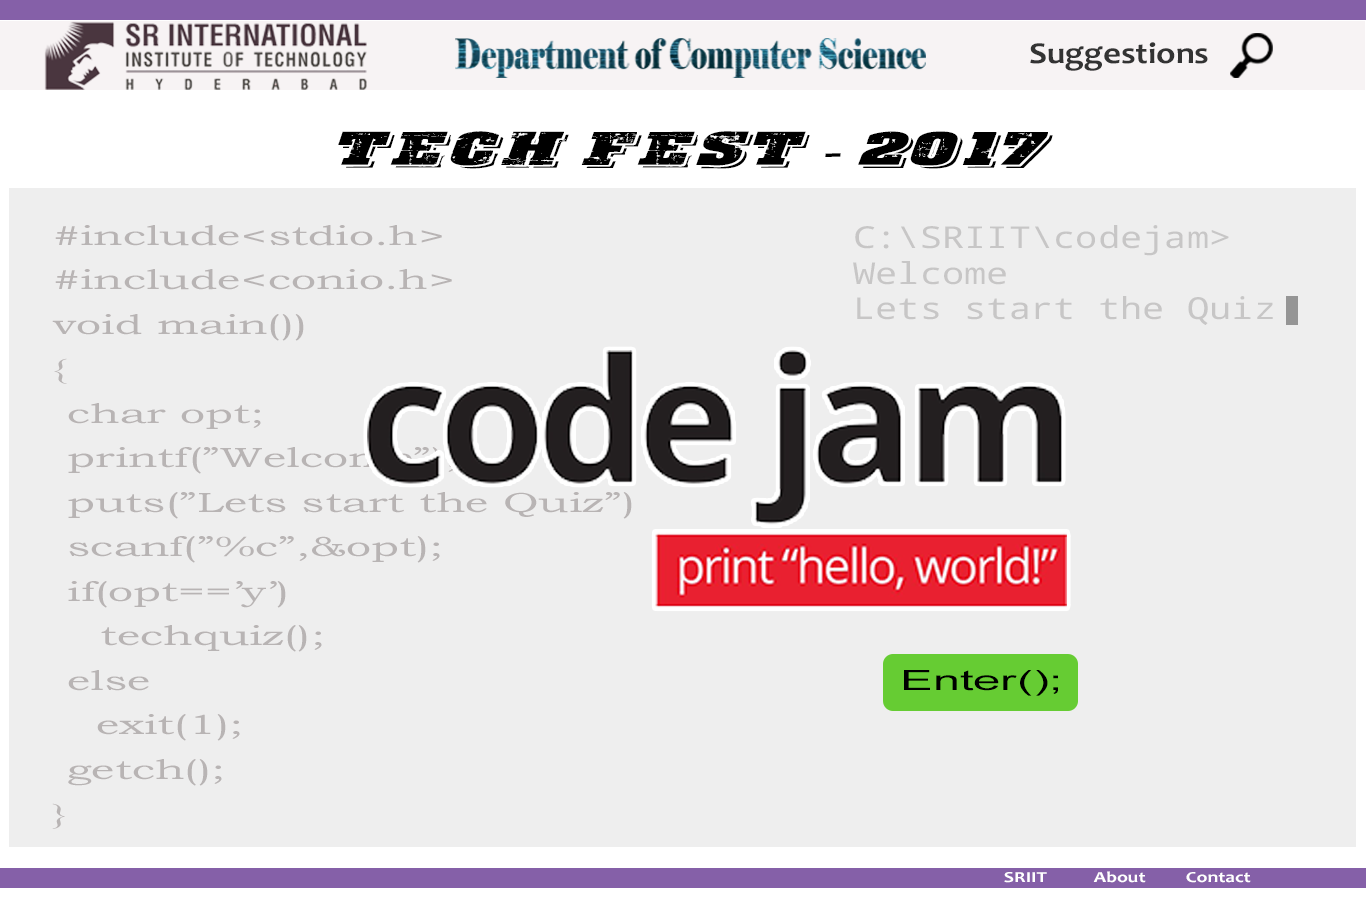 SR INTERNATIONAL
INSTITUTE OF TECHNOLOGY
HYDERABAD
Department of Computer Science
Suggestions
TECH FEST - 2017
#include<stdio.h>
#include<conio.h>
void main())
{
char opt;
printf("Welcome");
puts("Lets start the Quiz")
scanf("%c",&opt);
if(opt=='y')
techquiz();
else
exit(1);
getch();
}
C:\SRIIT\codejam>
Welcome
Lets start the Quiz
code jam
print “hello, world!”
Enter();
SRIIT About Contact